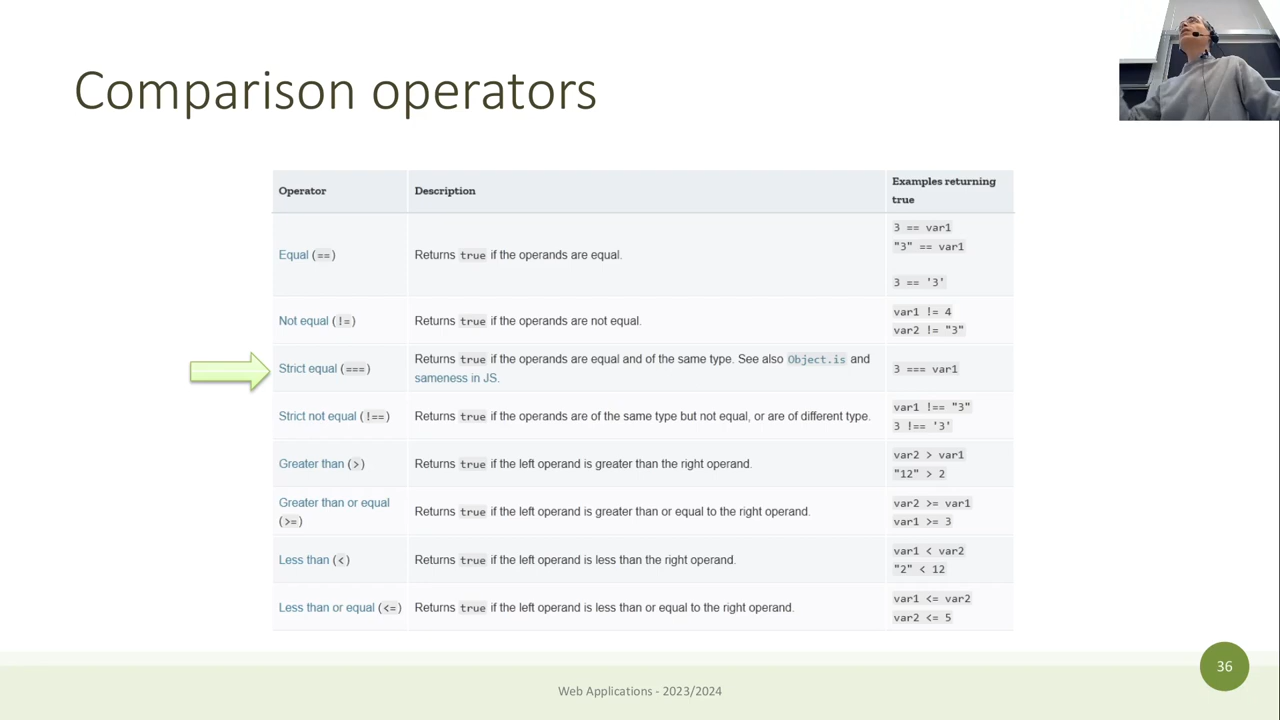 Comparison operators
Operator
Description
Examples returning
true
Equal (==)
Returns true if the operands are equal.
3 == var1
"3" == var1
3 == '3'
Not equal (!=)
Returns true if the operands are not equal.
var1 != 4
var2 != "3"
Strict equal (===)
Returns true if the operands are equal and of the same type. See also Object.is and
sameness in JS.
3 === var1
Strict not equal (!==)
Returns true if the operands are of the same type but not equal, or are of different type.
var1 !== "3"
3 !== '3'
Greater than (>)
Returns true if the left operand is greater than the right operand.
var2 > var1
"12" > 2
Greater than or equal
(>=)
Returns true if the left operand is greater than or equal to the right operand.
var2 >= var1
var1 >= 3
Less than (<)
Returns true if the left operand is less than the right operand.
var1 < var2
"2" < 12
Less than or equal (<=)
Returns true if the left operand is less than or equal to the right operand.
var1 <= var2
var2 <= 5
36
Web Applications - 2023/2024